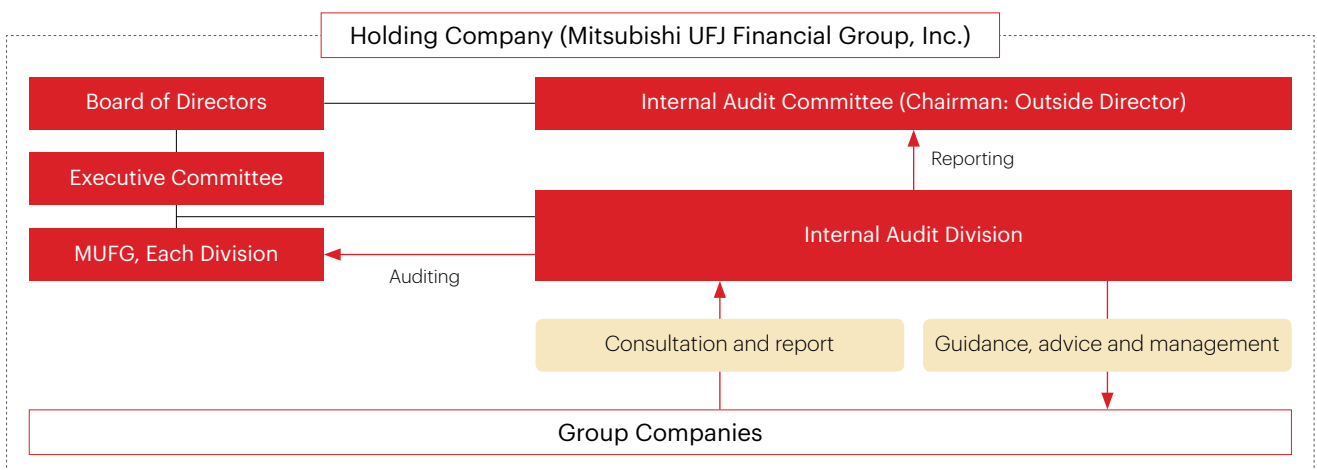 Holding Company (Mitsubishi UFJ Financial Group, Inc.)
Board of Directors
Internal Audit Committee (Chairman: Outside Director)
Reporting
Executive Committee
Internal Audit Division
MUFG, Each Division
Auditing
Consultation and report
Guidance, advice and management
Group Companies